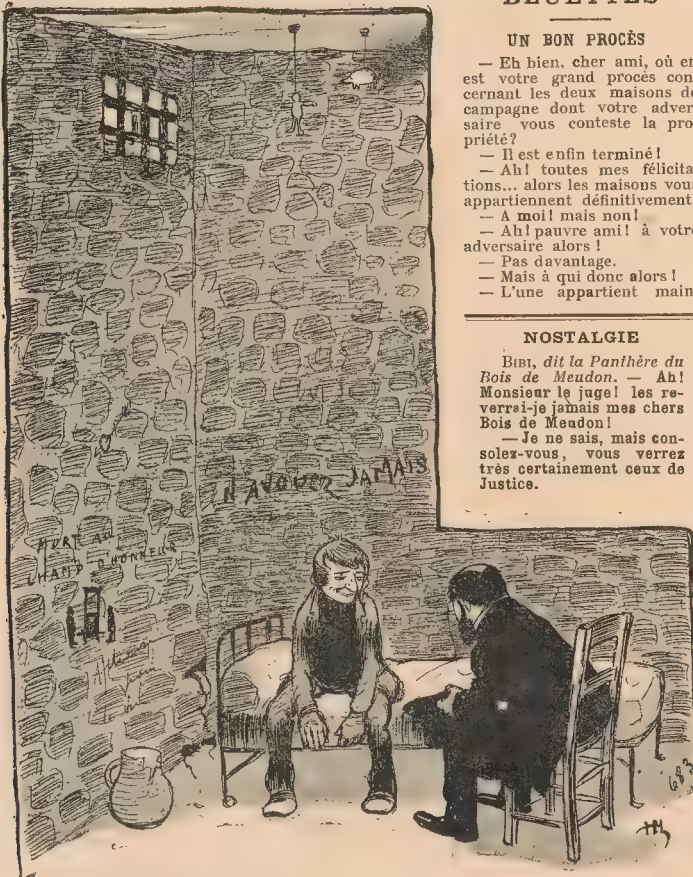 BLUETTES
UN BON PROCÈS
— Eh bien, cher ami, où en
est votre grand procès con
cernant les deux maisons de
campagne dont votre adver
saire vous conteste la pro
priété?
— Il est enfin terminé!
— Ah! toutes mes félicita
tions... alors les maisons vous
appartiennent définitivement
— A moi! mais non!
— Ah! pauvre ami! à votre
adversaire alors!
— Pas davantage.
— Mais à qui donc alors!
— L'une appartient main
NOSTALGIE
BIBI, dit la Panthère du
Bois de Meudon. — Ah!
Monsieur le juge! les re-
verrai-je jamais mes chers
Bois de Meudon!
— Je ne sais, mais con-
solez-vous, vous verrez
très certainement ceux de
Justice.
N'AVOUER JAMAIS
MORT AU
CHAMP D'HONNEUR
683